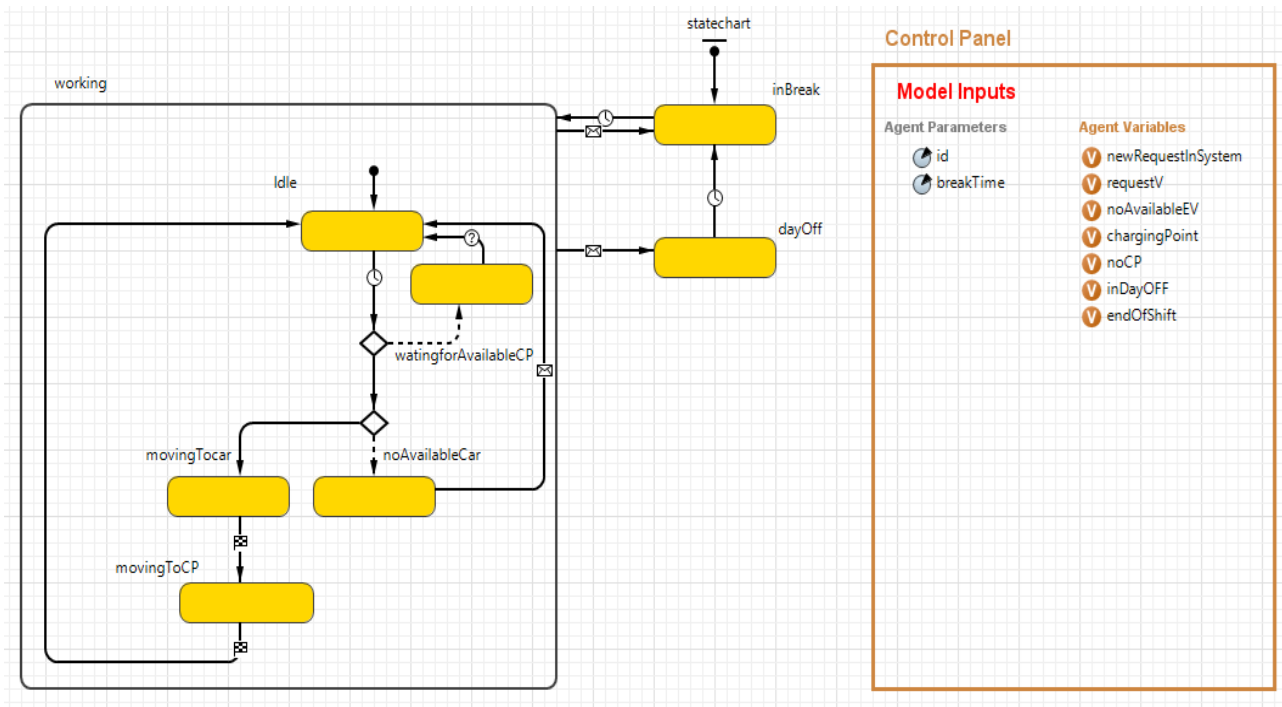 statechart
Control Panel
working
inBreak
Model Inputs
Agent Parameters
Agent Variables
id
newRequestInSystem
breakTime
requestV
Idle
noAvailableEV
dayOff
chargingPoint
noCP
inDayOFF
endOfShift
watingforAvailableCP
movingTocar
noAvailableCar
movingToCP